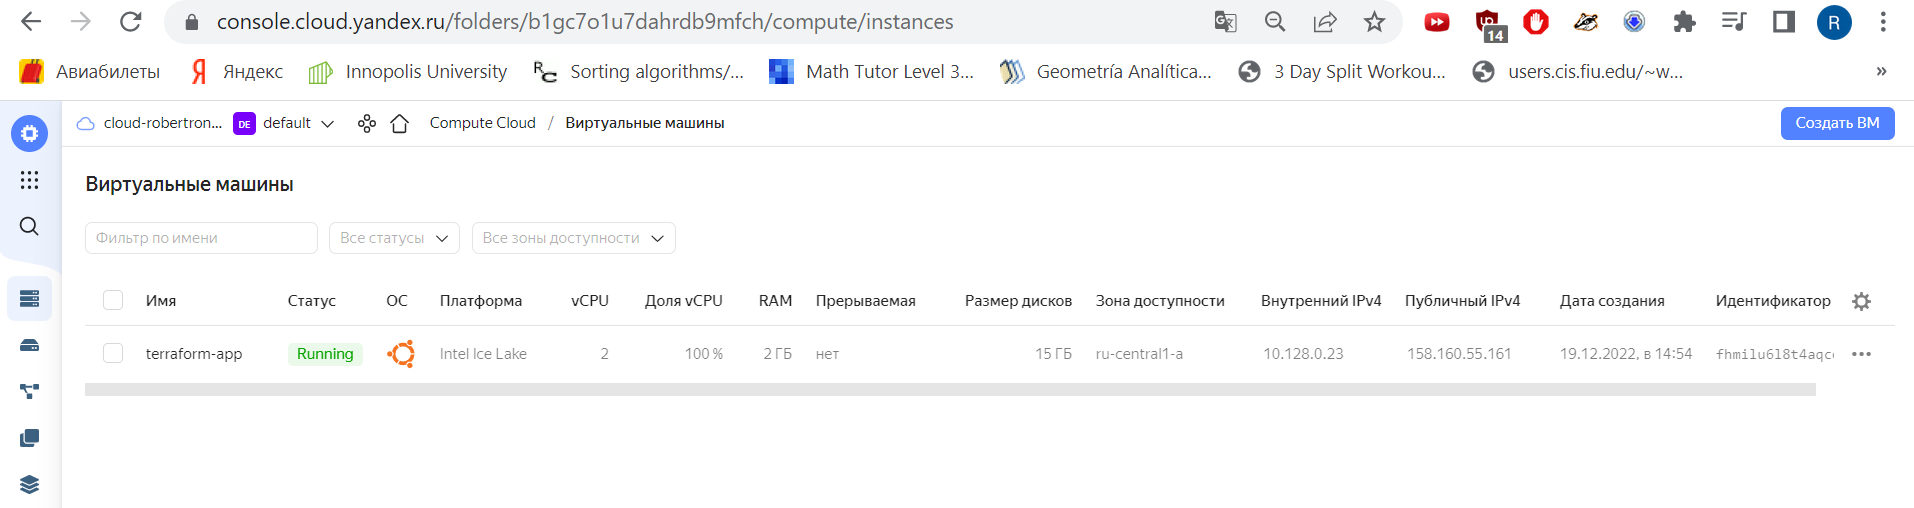 console.cloud.yandex.ru/folders/b1gc7o1u7dahrdb9mfch/compute/instances
14
R
Авиабилеты Яндекс Innopolis University Sorting algorithms/... Math Tutor Level 3... Geometría Analítica... 3 Day Split Workou... users.cis.fiu.edu/~w... »
cloud-robertron... DE default Compute Cloud / Виртуальные машины Создать ВМ
Виртуальные машины
Фильтр по имени Все статусы Все зоны доступности
Имя Статус ОС Платформа vCPU Доля vCPU RAM Прерываемая Размер дисков Зона доступности Внутренний IPv4 Публичный IPv4 Дата создания Идентификатор
terraform-app Running Intel Ice Lake 2 100 % 2 ГБ нет 15 ГБ ru-central1-a 10.128.0.23 158.160.55.161 19.12.2022, в 14:54